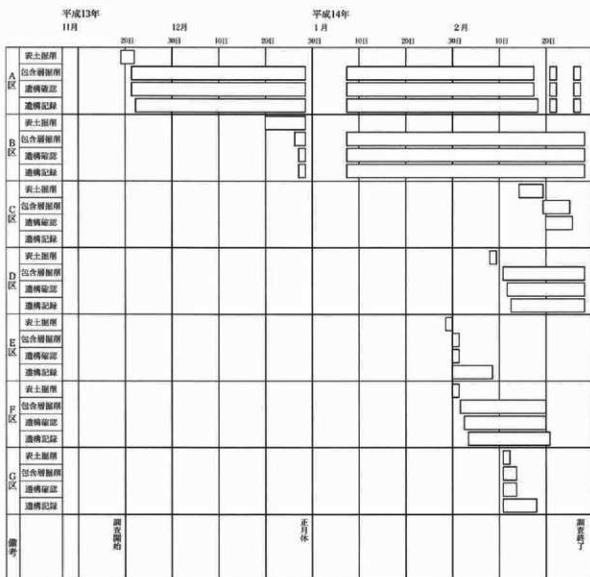 平成13年 平成14年
11月 12月 1月 2月
20日 30日 10日 20日 30日 10日 20日 30日 10日 20日
A区
表土掘削
包含層掘削
遺構確認
遺構記録
B区
表土掘削
包含層掘削
遺構確認
遺構記録
C区
表土掘削
包含層掘削
遺構確認
遺構記録
D区
表土掘削
包含層掘削
遺構確認
遺構記録
E区
表土掘削
包含層掘削
遺構確認
遺構記録
F区
表土掘削
包含層掘削
遺構確認
遺構記録
G区
表土掘削
包含層掘削
遺構確認
遺構記録
備考
調査開始
正月休
調査終了